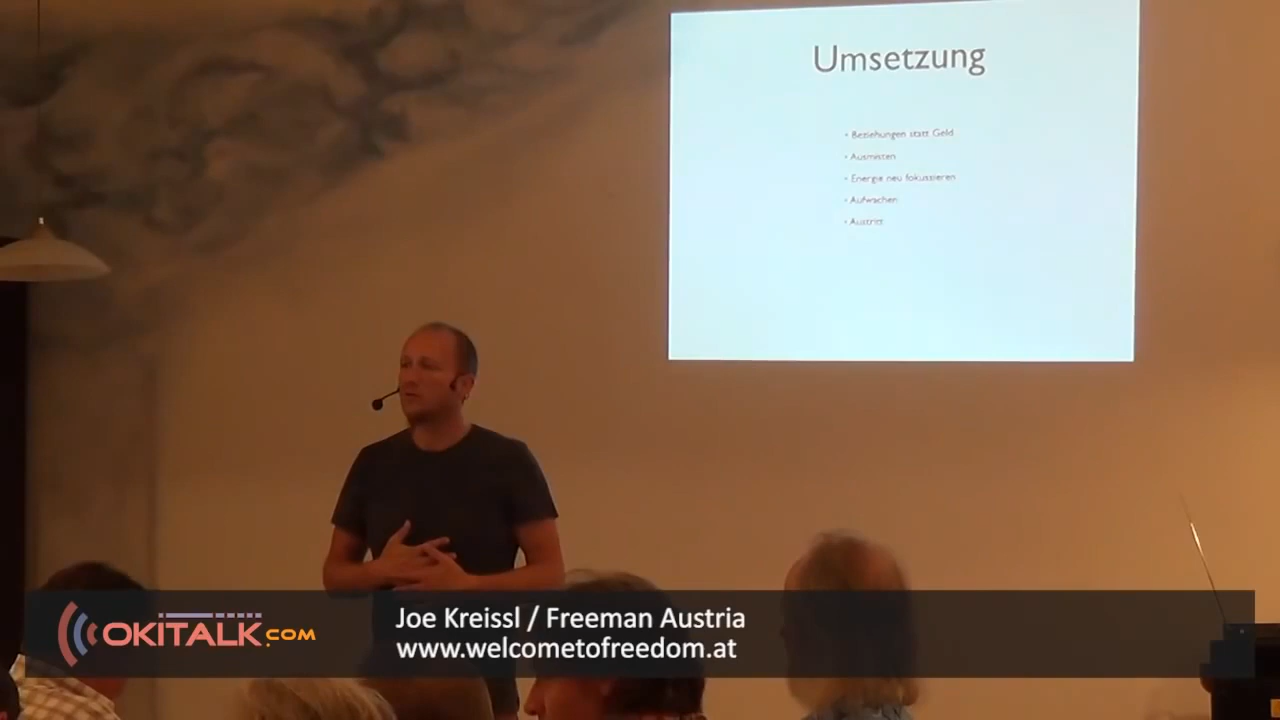 Umsetzung
• Beziehungen statt Geld
• Ausmisten
• Energie neu fokussieren
• Aufwachen
• Austritt
OKITALK.COM
Joe Kreissl / Freeman Austria
www.welcometofreedom.at